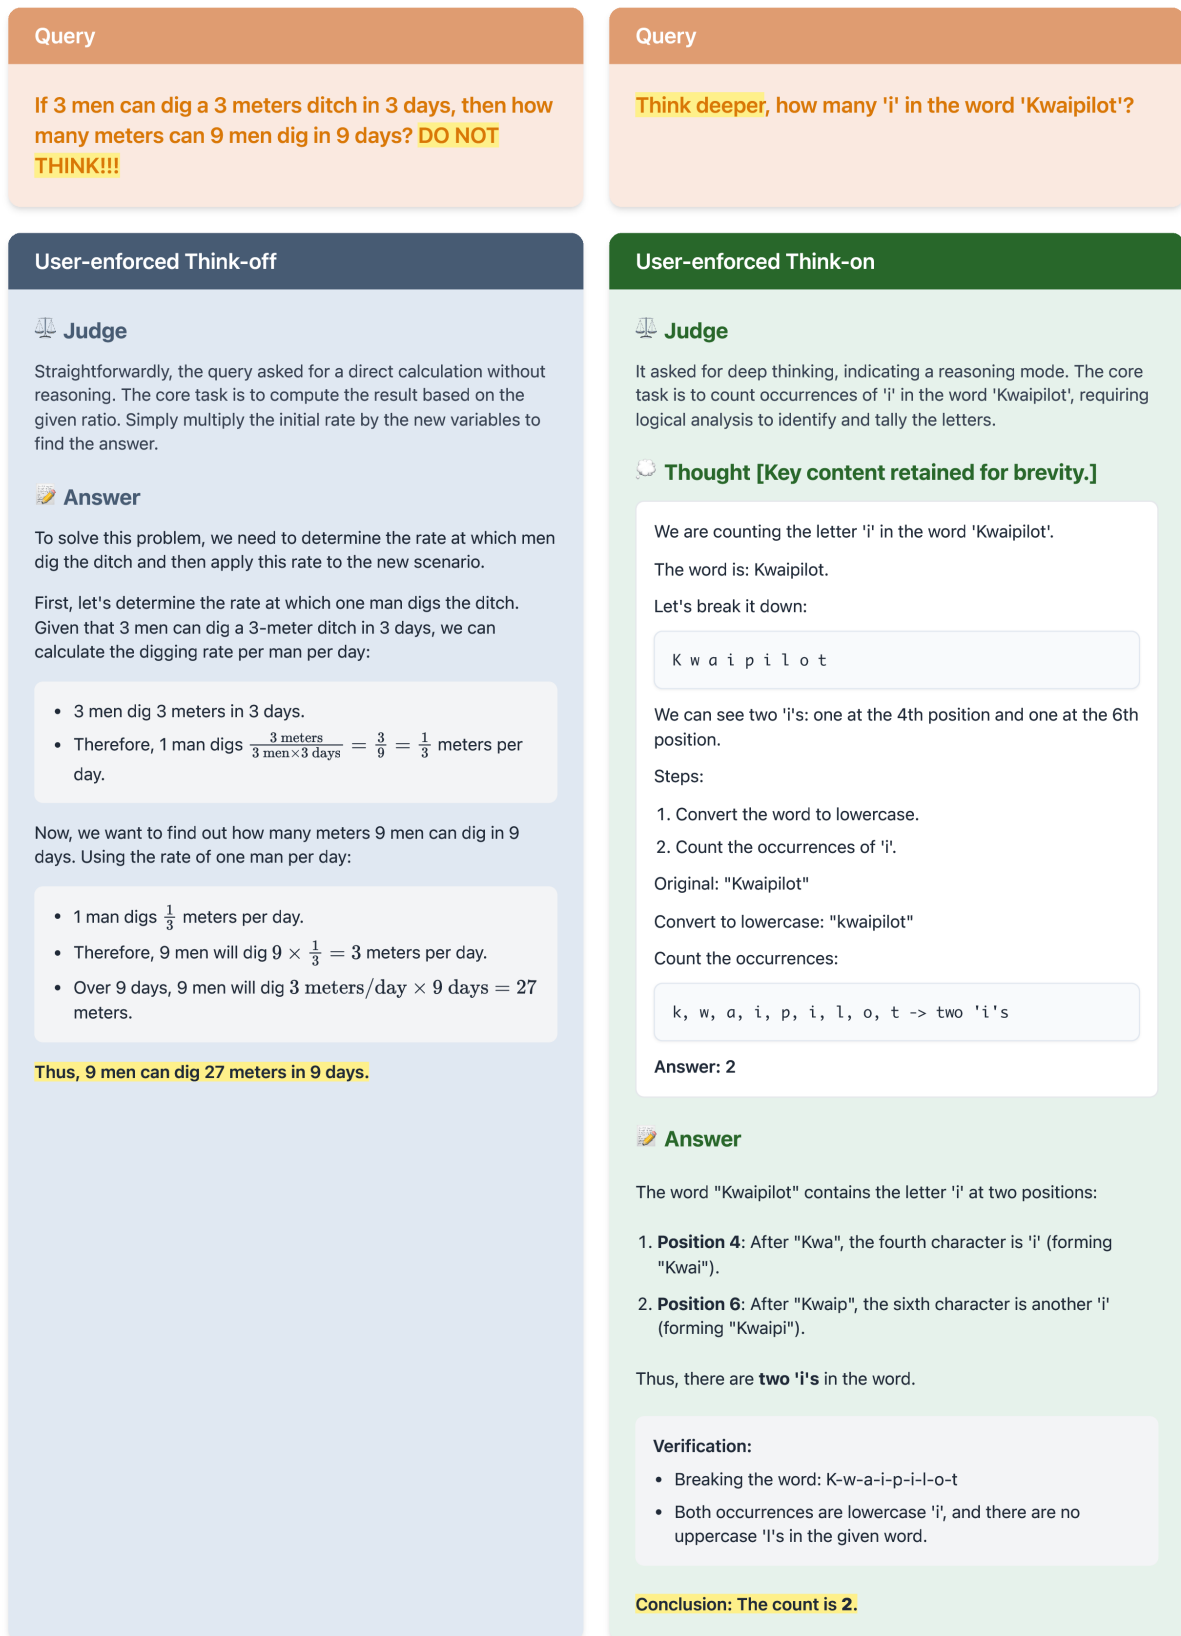 Query
If 3 men can dig a 3 meters ditch in 3 days, then how
many meters can 9 men dig in 9 days? DO NOT
THINK!!!
User-enforced Think-off
Judge
Straightforwardly, the query asked for a direct calculation without
reasoning. The core task is to compute the result based on the
given ratio. Simply multiply the initial rate by the new variables to
find the answer.
Answer
To solve this problem, we need to determine the rate at which men
dig the ditch and then apply this rate to the new scenario.
First, let's determine the rate at which one man digs the ditch.
Given that 3 men can dig a 3-meter ditch in 3 days, we can
calculate the digging rate per man per day:
• 3 men dig 3 meters in 3 days.
• Therefore, 1 man digs \frac{3 meters}{3 men×3 days} = \frac{3}{9} = \frac{1}{3} meters per
day.
Now, we want to find out how many meters 9 men can dig in 9
days. Using the rate of one man per day:
• 1 man digs \frac{1}{3} meters per day.
• Therefore, 9 men will dig 9 × \frac{1}{3} = 3 meters per day.
• Over 9 days, 9 men will dig 3 meters/day × 9 days = 27
meters.
Thus, 9 men can dig 27 meters in 9 days.
Query
Think deeper, how many 'i' in the word 'Kwaipilot'?
User-enforced Think-on
Judge
It asked for deep thinking, indicating a reasoning mode. The core
task is to count occurrences of 'i' in the word 'Kwaipilot', requiring
logical analysis to identify and tally the letters.
Thought [Key content retained for brevity.]
We are counting the letter 'i' in the word 'Kwaipilot'.
The word is: Kwaipilot.
Let's break it down:
K w a i p i l o t
We can see two 'i's: one at the 4th position and one at the 6th
position.
Steps:
1. Convert the word to lowercase.
2. Count the occurrences of 'i'.
Original: "Kwaipilot"
Convert to lowercase: "kwaipilot"
Count the occurrences:
k, w, a, i, p, i, l, o, t -> two 'i's
Answer: 2
Answer
The word "Kwaipilot" contains the letter 'i' at two positions:
1. Position 4: After "Kwa", the fourth character is 'i' (forming
"Kwai").
2. Position 6: After "Kwaip", the sixth character is another 'i'
(forming "Kwaipi").
Thus, there are two 'i's in the word.
Verification:
• Breaking the word: K-w-a-i-p-i-l-o-t
• Both occurrences are lowercase 'i', and there are no
uppercase 'I's in the given word.
Conclusion: The count is 2.